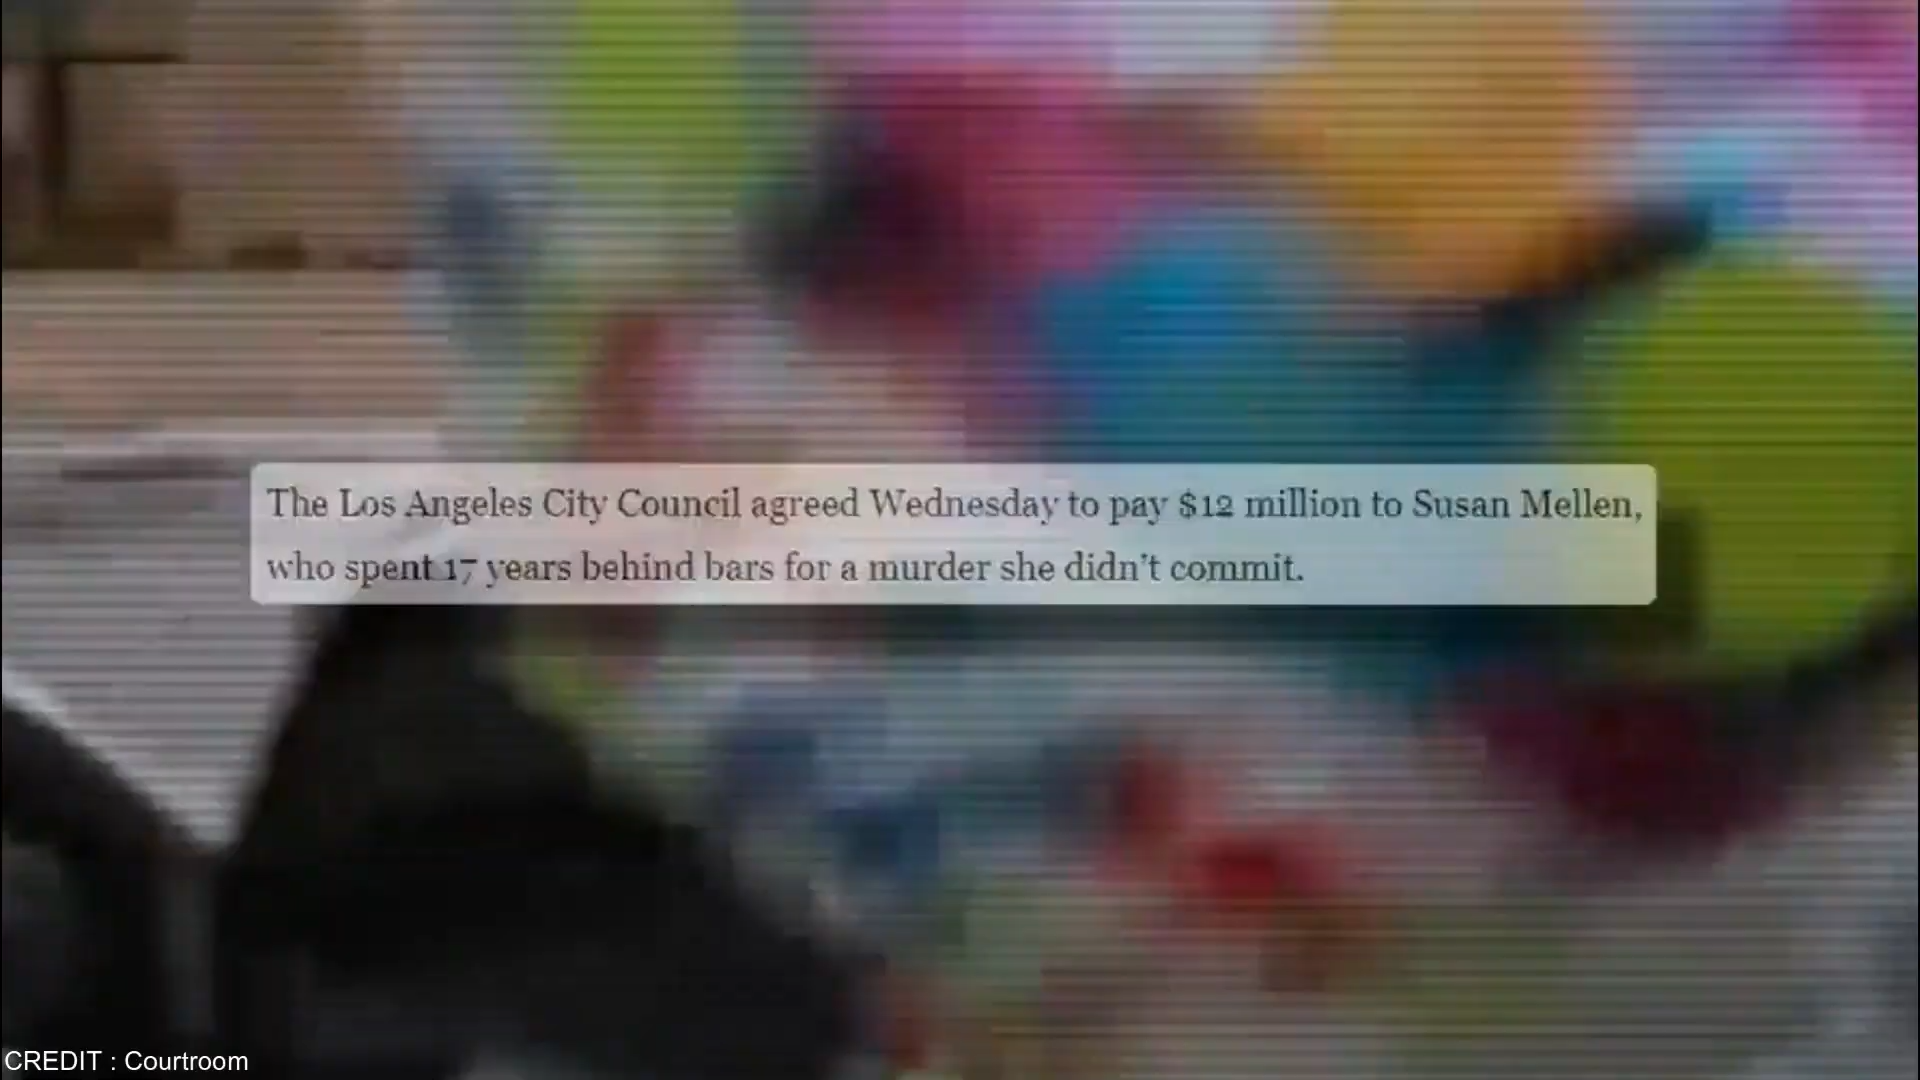 The Los Angeles City Council agreed Wednesday to pay $12 million to Susan Mellen,
who spent 17 years behind bars for a murder she didn't commit.
CREDIT : Courtroom